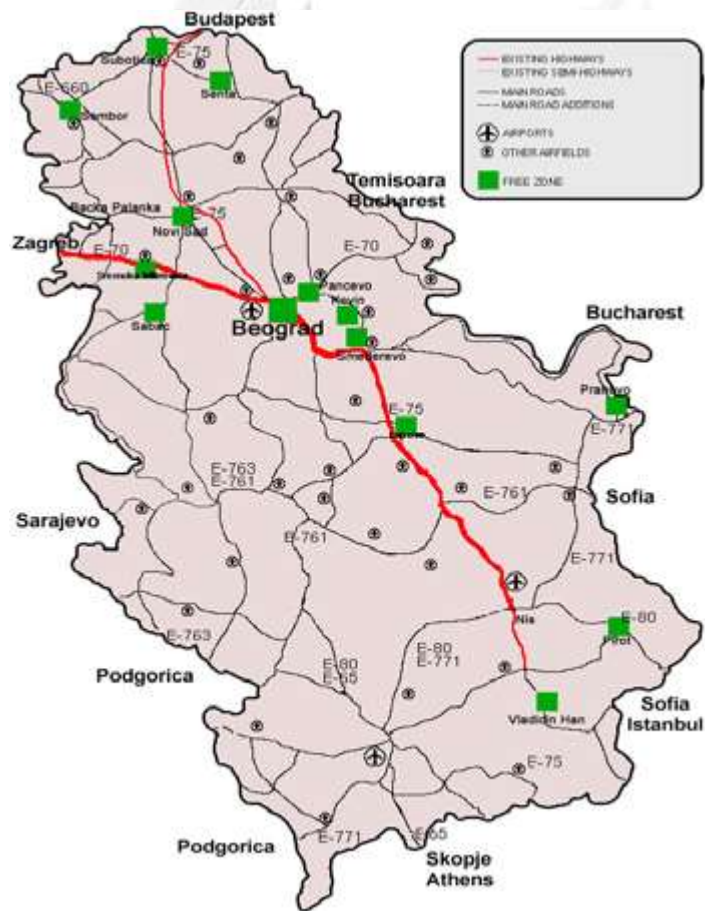 Budapest
Subotica
E-75
Senta
E-660
Sombor
EXISTING HIGHWAYS
EXISTING SEMI-HIGHWAYS
MAIN ROADS
MAIN ROAD ADDITIONS
AIRPORTS
OTHER AIRFIELDS
FREE ZONE
Temisoara
Bucharest
Backa Palanka
E-75
Novi Sad
Zagreb
E-70
E-70
Pancevo
Kovin
Beograd
Sabac
Smederevo
Bucharest
Prahovo
E-771
E-75
E-763
E-761
E-761
Sofia
Sarajevo
E-761
E-771
Nis
E-80
Pirot
E-763
E-80
E-771
E-80
E-65
Podgorica
Vladidin Han
Sofia
Istanbul
E-75
E-771
E-65
Podgorica
Skopje
Athens